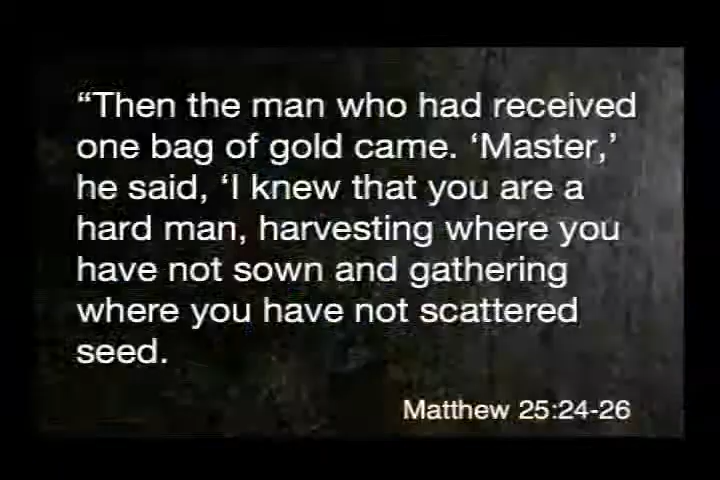 “Then the man who had received
one bag of gold came. ‘Master,’
he said, ‘I knew that you are a
hard man, harvesting where you
have not sown and gathering
where you have not scattered
seed.
Matthew 25:24-26